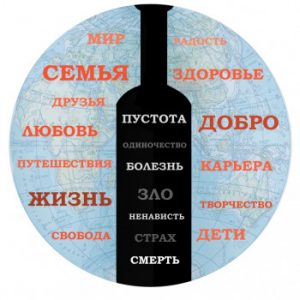 МИР
РАДОСТЬ
СЕМЬЯ
ЗДОРОВЬЕ
ДРУЗЬЯ
ПУСТОТА
ДОБРО
ЛЮБОВЬ
ОДИНОЧЕСТВО
ПУТЕШЕСТВИЯ
БОЛЕЗНЬ
КАРЬЕРА
ЖИЗНЬ
ЗЛО
ТВОРЧЕСТВО
НЕНАВИСТЬ
СВОБОДА
СТРАХ
ДЕТИ
СМЕРТЬ